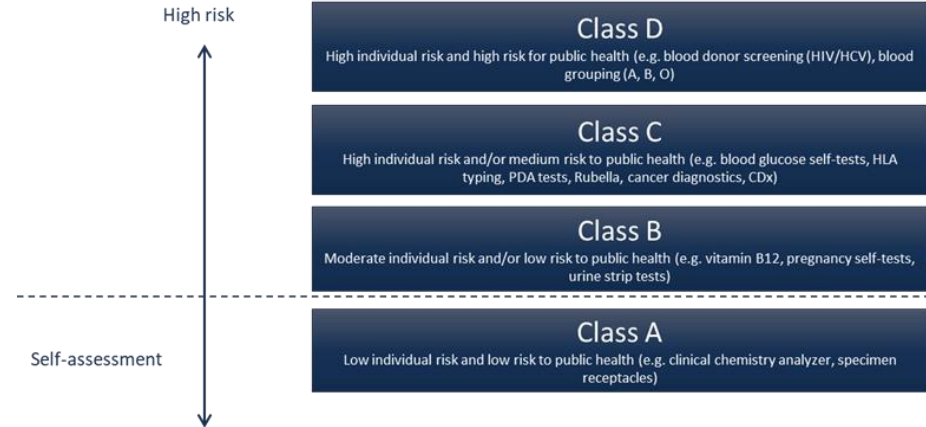 High risk
Class D
High individual risk and high risk for public health (e.g. blood donor screening (HIV/HCV), blood
grouping (A, B, O)
Class C
High individual risk and/or medium risk to public health (e.g. blood glucose self-tests, HLA
typing, PDA tests, Rubella, cancer diagnostics, CDx)
Class B
Moderate individual risk and/or low risk to public health (e.g. vitamin B12, pregnancy self-tests,
urine strip tests)
Self-assessment
Class A
Low individual risk and low risk to public health (e.g. clinical chemistry analyzer, specimen
receptacles)